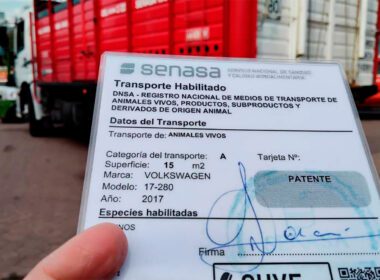 senasa SERVICIO NACIONAL DE SANIDAD
Y CALIDAD AGROALIMENTARIA
Transporte Habilitado
DNSA - REGISTRO NACIONAL DE MEDIOS DE TRANSPORTE DE
ANIMALES VIVOS, PRODUCTOS, SUBPRODUCTOS Y
DERIVADOS DE ORIGEN ANIMAL
Datos del Transporte
Transporte de: ANIMALES VIVOS
Categoría del transporte: A Tarjeta Nº:
Superficie: 15 m2
Marca: VOLKSWAGEN
Modelo: 17-280
Año: 2017
PATENTE
Especies habilitadas
Firma